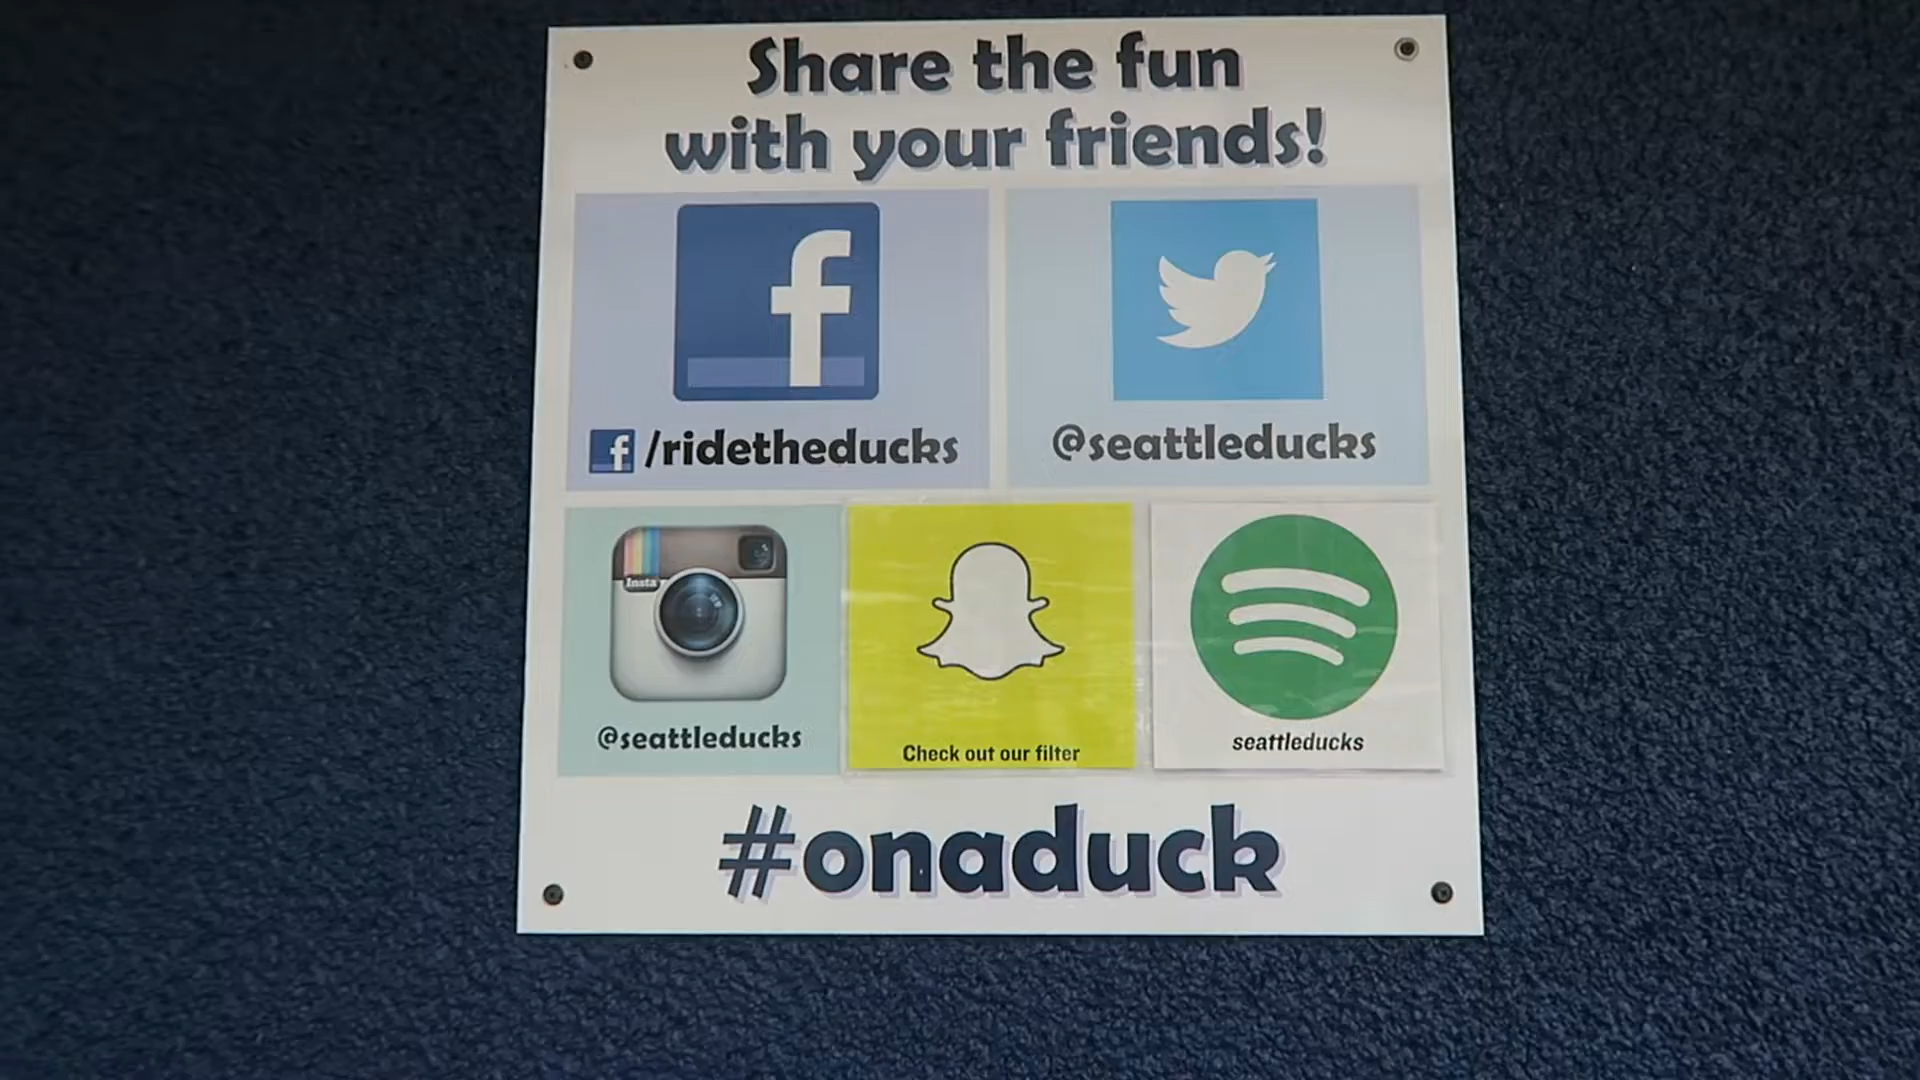 Share the fun
with your friends!
f
f /ridetheducks
@seattleducks
Insta
@seattleducks
Check out our filter
seattleducks
#onaduck